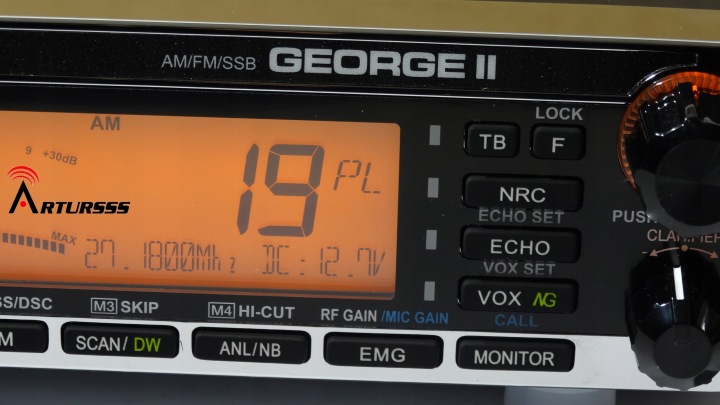 AM/FM/SSB GEORGE II
AM
9 +30dB
19 PL
ARTURSSS
MAX
27.1800MHz DC:12.7V
LOCK
TB F
NRC
ECHO SET
PUSH
ECHO
VOX SET
VOX NG
CALL
SS/DSC M3 SKIP M4 HI-CUT RF GAIN /MIC GAIN
M SCAN/ DW ANL/NB EMG MONITOR